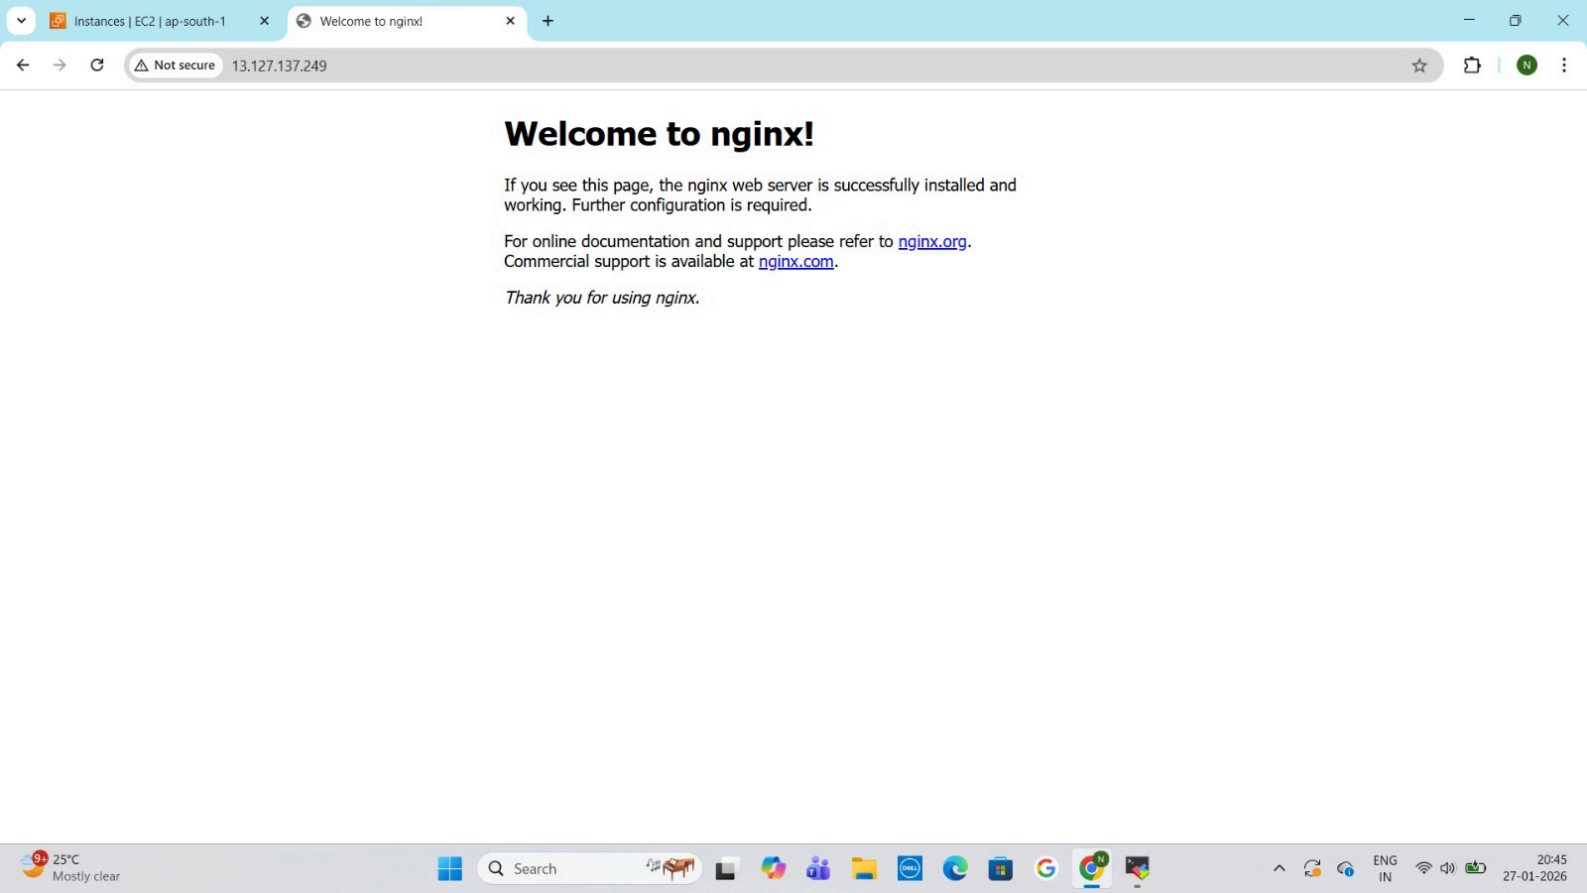 Instances | EC2 | ap-south-1
Welcome to nginx!
Not secure
13.127.137.249
N
Welcome to nginx!
If you see this page, the nginx web server is successfully installed and
working. Further configuration is required.
For online documentation and support please refer to nginx.org.
Commercial support is available at nginx.com.
Thank you for using nginx.
9+
25°C
Mostly clear
Search
DELL
N
ENG
IN
20:45
27-01-2026